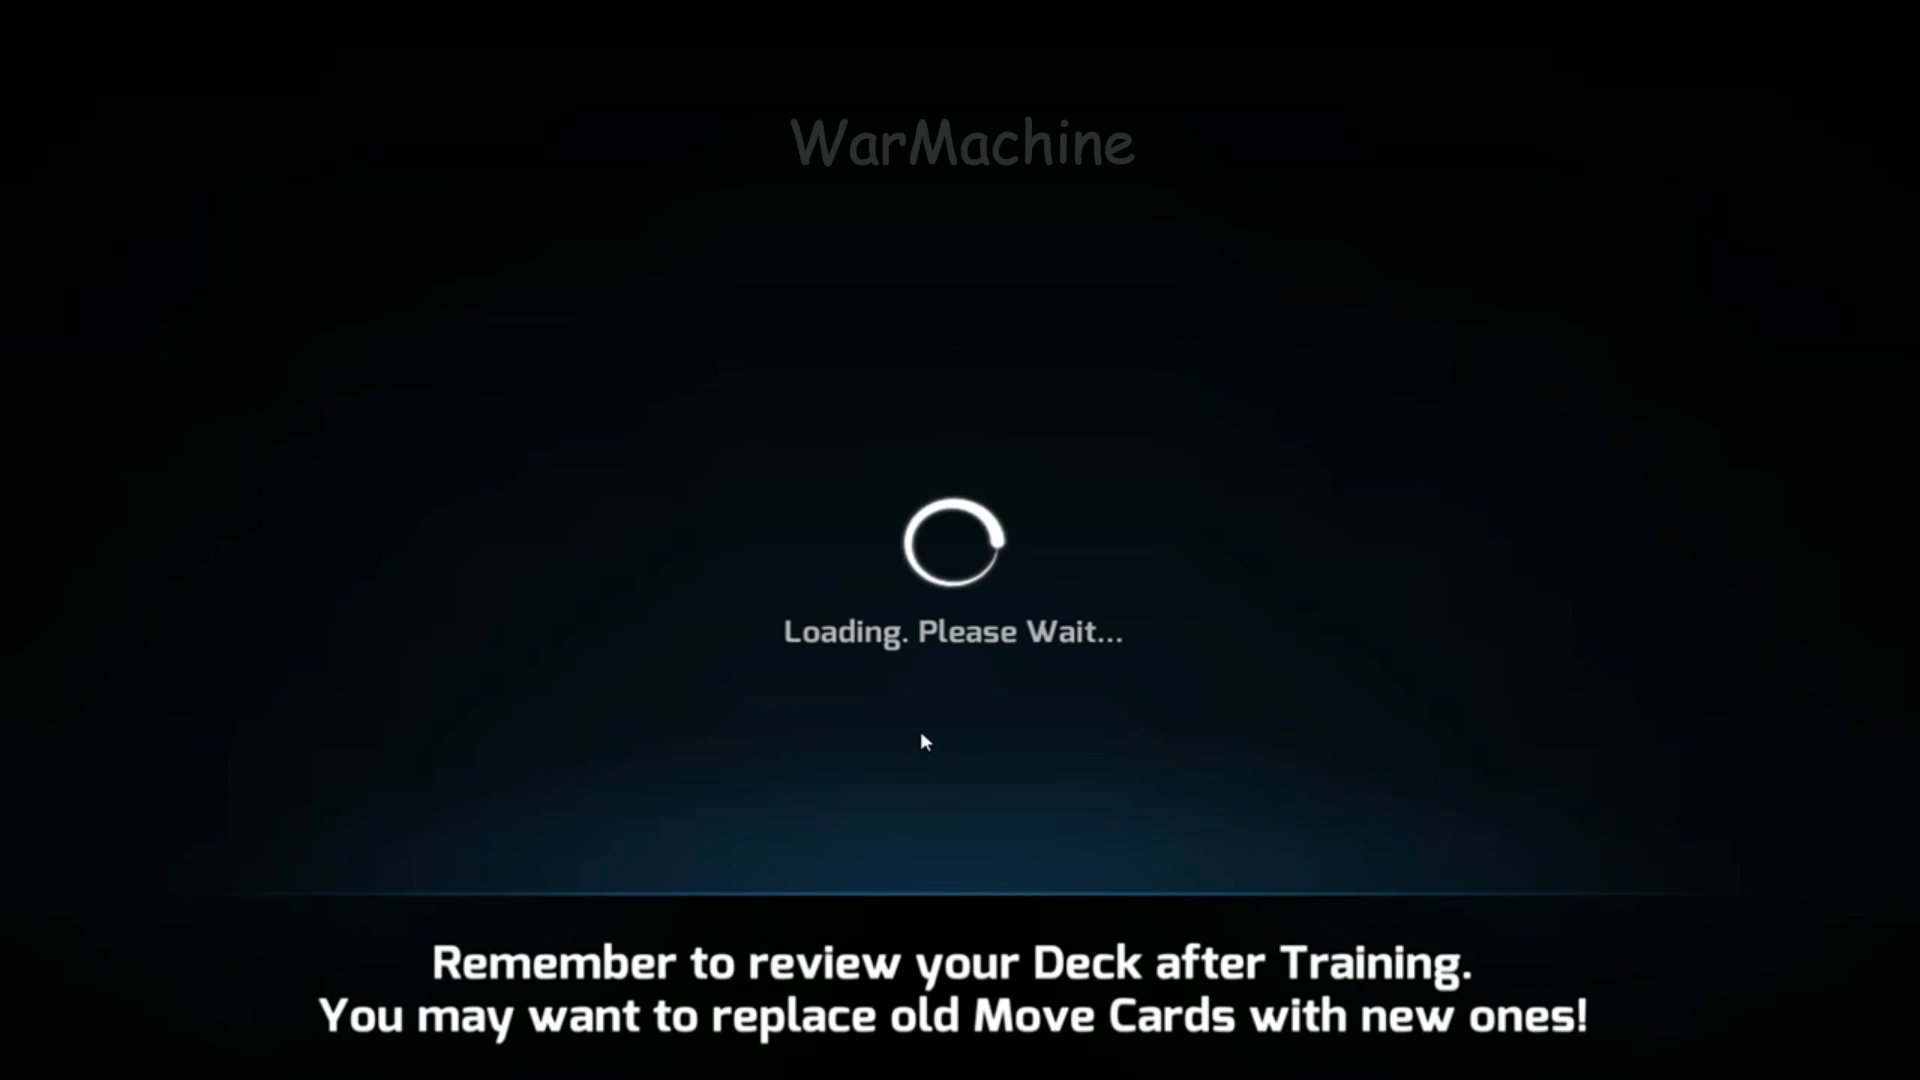 WarMachine
Loading. Please Wait...
Remember to review your Deck after Training.
You may want to replace old Move Cards with new ones!